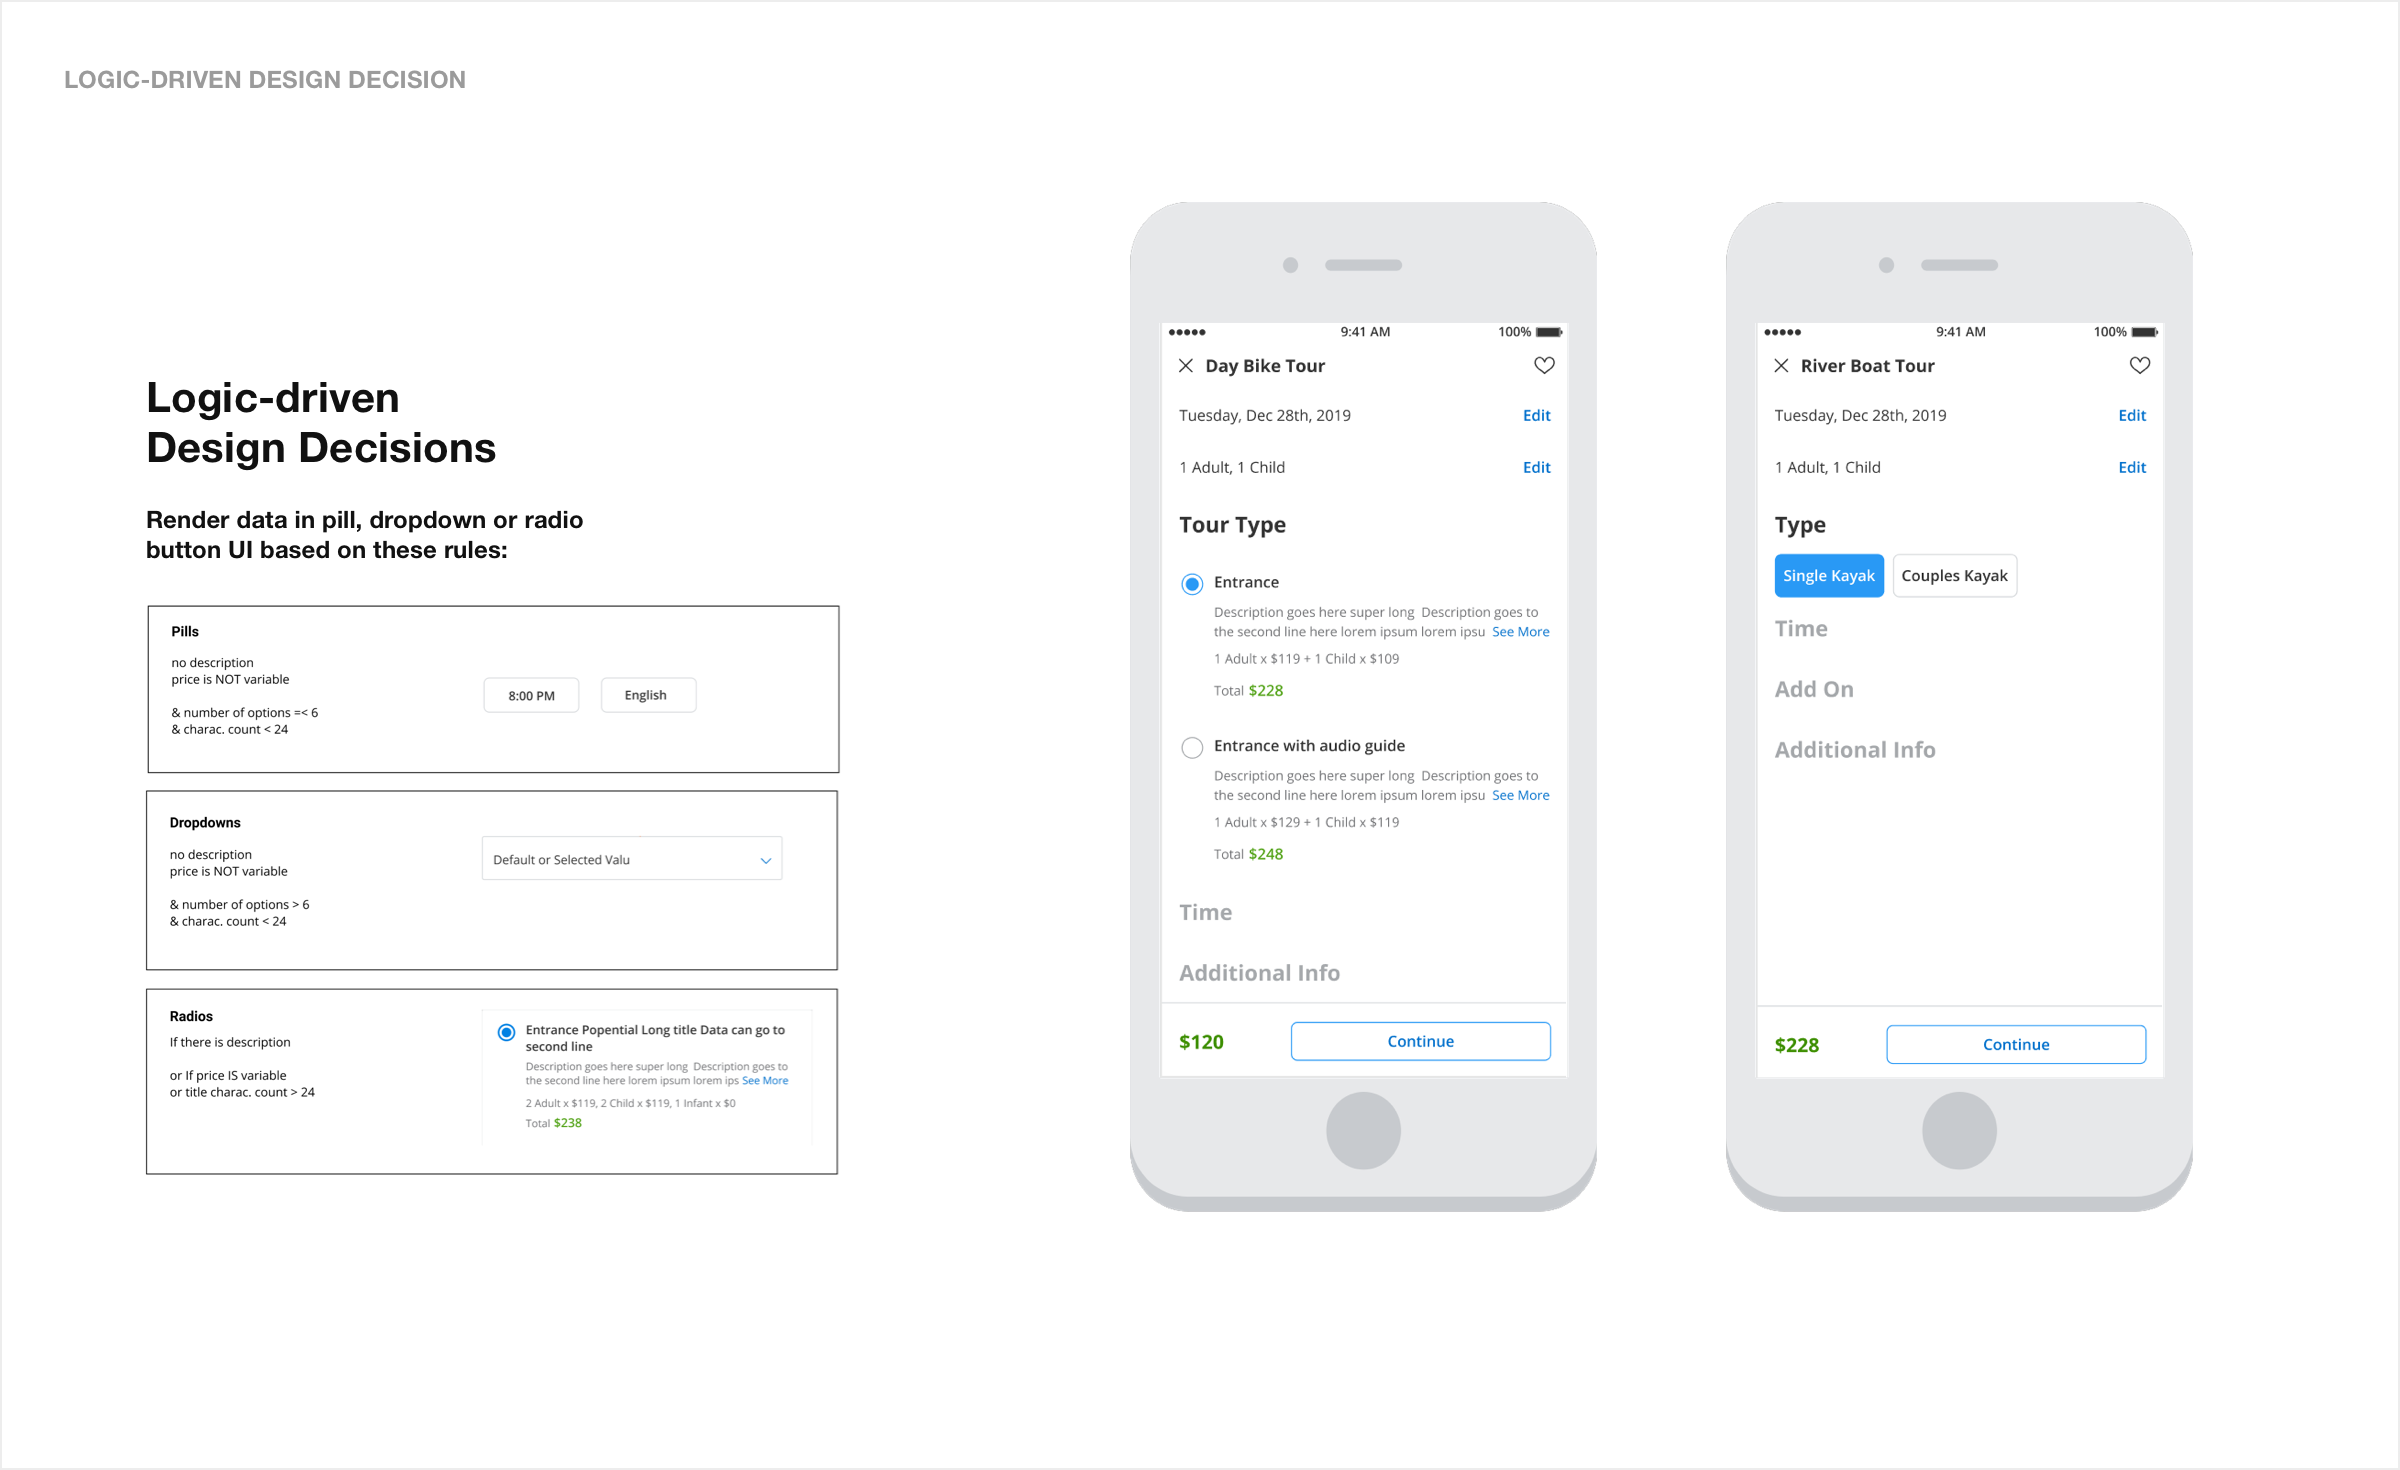 LOGIC-DRIVEN DESIGN DECISION
Logic-driven
Design Decisions
Render data in pill, dropdown or radio
button UI based on these rules:
Pills
no description
price is NOT variable
& number of options =< 6
& charac. count < 24
8:00 PM
English
Dropdowns
no description
price is NOT variable
& number of options > 6
& charac. count < 24
Default or Selected Valu
Radios
If there is description
or If price IS variable
or title charac. count > 24
Entrance Popential Long title Data can go to
second line
Description goes here super long  Description goes to
the second line here lorem ipsum lorem ips See More
2 Adult x $119, 2 Child x $119, 1 Infant x $0
Total $238
9:41 AM
100%
Day Bike Tour
Tuesday, Dec 28th, 2019
Edit
1 Adult, 1 Child
Edit
Tour Type
Entrance
Description goes here super long  Description goes to
the second line here lorem ipsum lorem ipsu See More
1 Adult x $119 + 1 Child x $109
Total $228
Entrance with audio guide
Description goes here super long  Description goes to
the second line here lorem ipsum lorem ipsu See More
1 Adult x $129 + 1 Child x $119
Total $248
Time
Additional Info
$120
Continue
9:41 AM
100%
River Boat Tour
Tuesday, Dec 28th, 2019
Edit
1 Adult, 1 Child
Edit
Type
Single Kayak
Couples Kayak
Time
Add On
Additional Info
$228
Continue